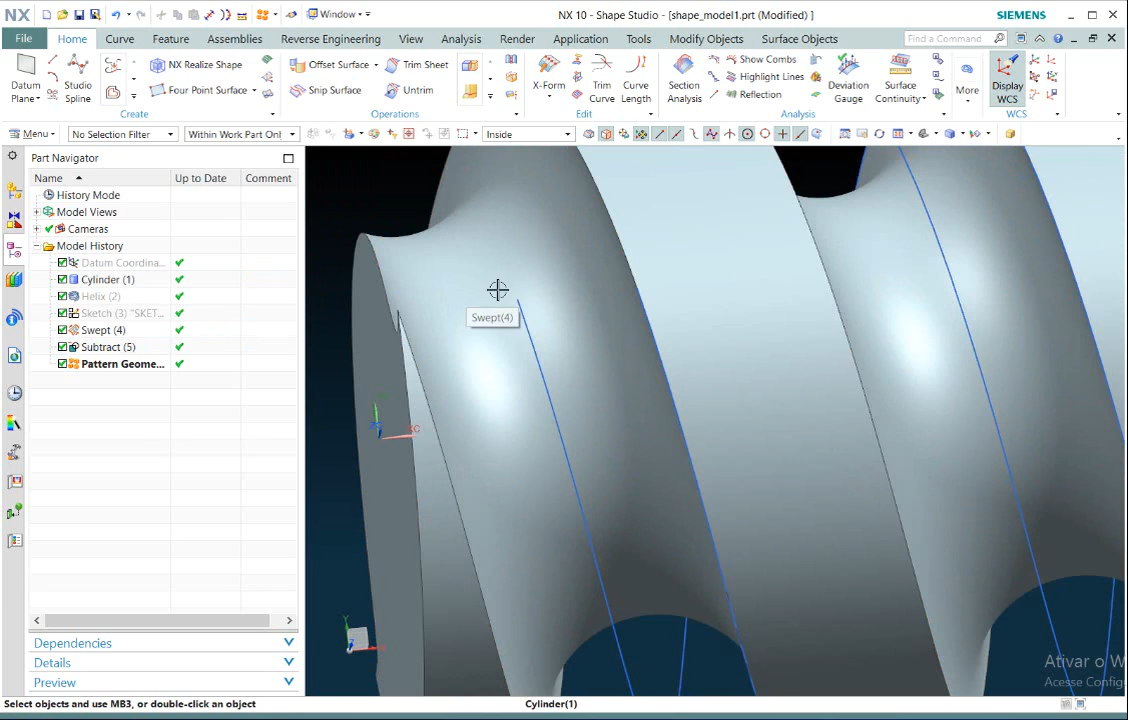 NX
Window
NX 10 - Shape Studio - [shape_model1.prt (Modified) ]
SIEMENS
File
Home
Curve
Feature
Assemblies
Reverse Engineering
View
Analysis
Render
Application
Tools
Modify Objects
Surface Objects
Find a Command
Datum
Plane
Studio
Spline
NX Realize Shape
Four Point Surface
Create
Offset Surface
Snip Surface
Trim Sheet
Untrim
Operations
X-Form
Trim
Curve
Curve
Length
Edit
Section
Analysis
Show Combs
Highlight Lines
Reflection
Deviation
Gauge
Surface
Continuity
Analysis
More
Display
WCS
WCS
Menu
No Selection Filter
Within Work Part Onl
Inside
Part Navigator
Name
Up to Date
Comment
History Mode
Model Views
Cameras
Model History
Datum Coordina...
Cylinder (1)
Helix (2)
Sketch (3) "SKET...
Swept (4)
Subtract (5)
Pattern Geome...
Swept(4)
XC
Dependencies
Details
Preview
Ativar o W
Acesse Config
Select objects and use MB3, or double-click an object
Cylinder(1)